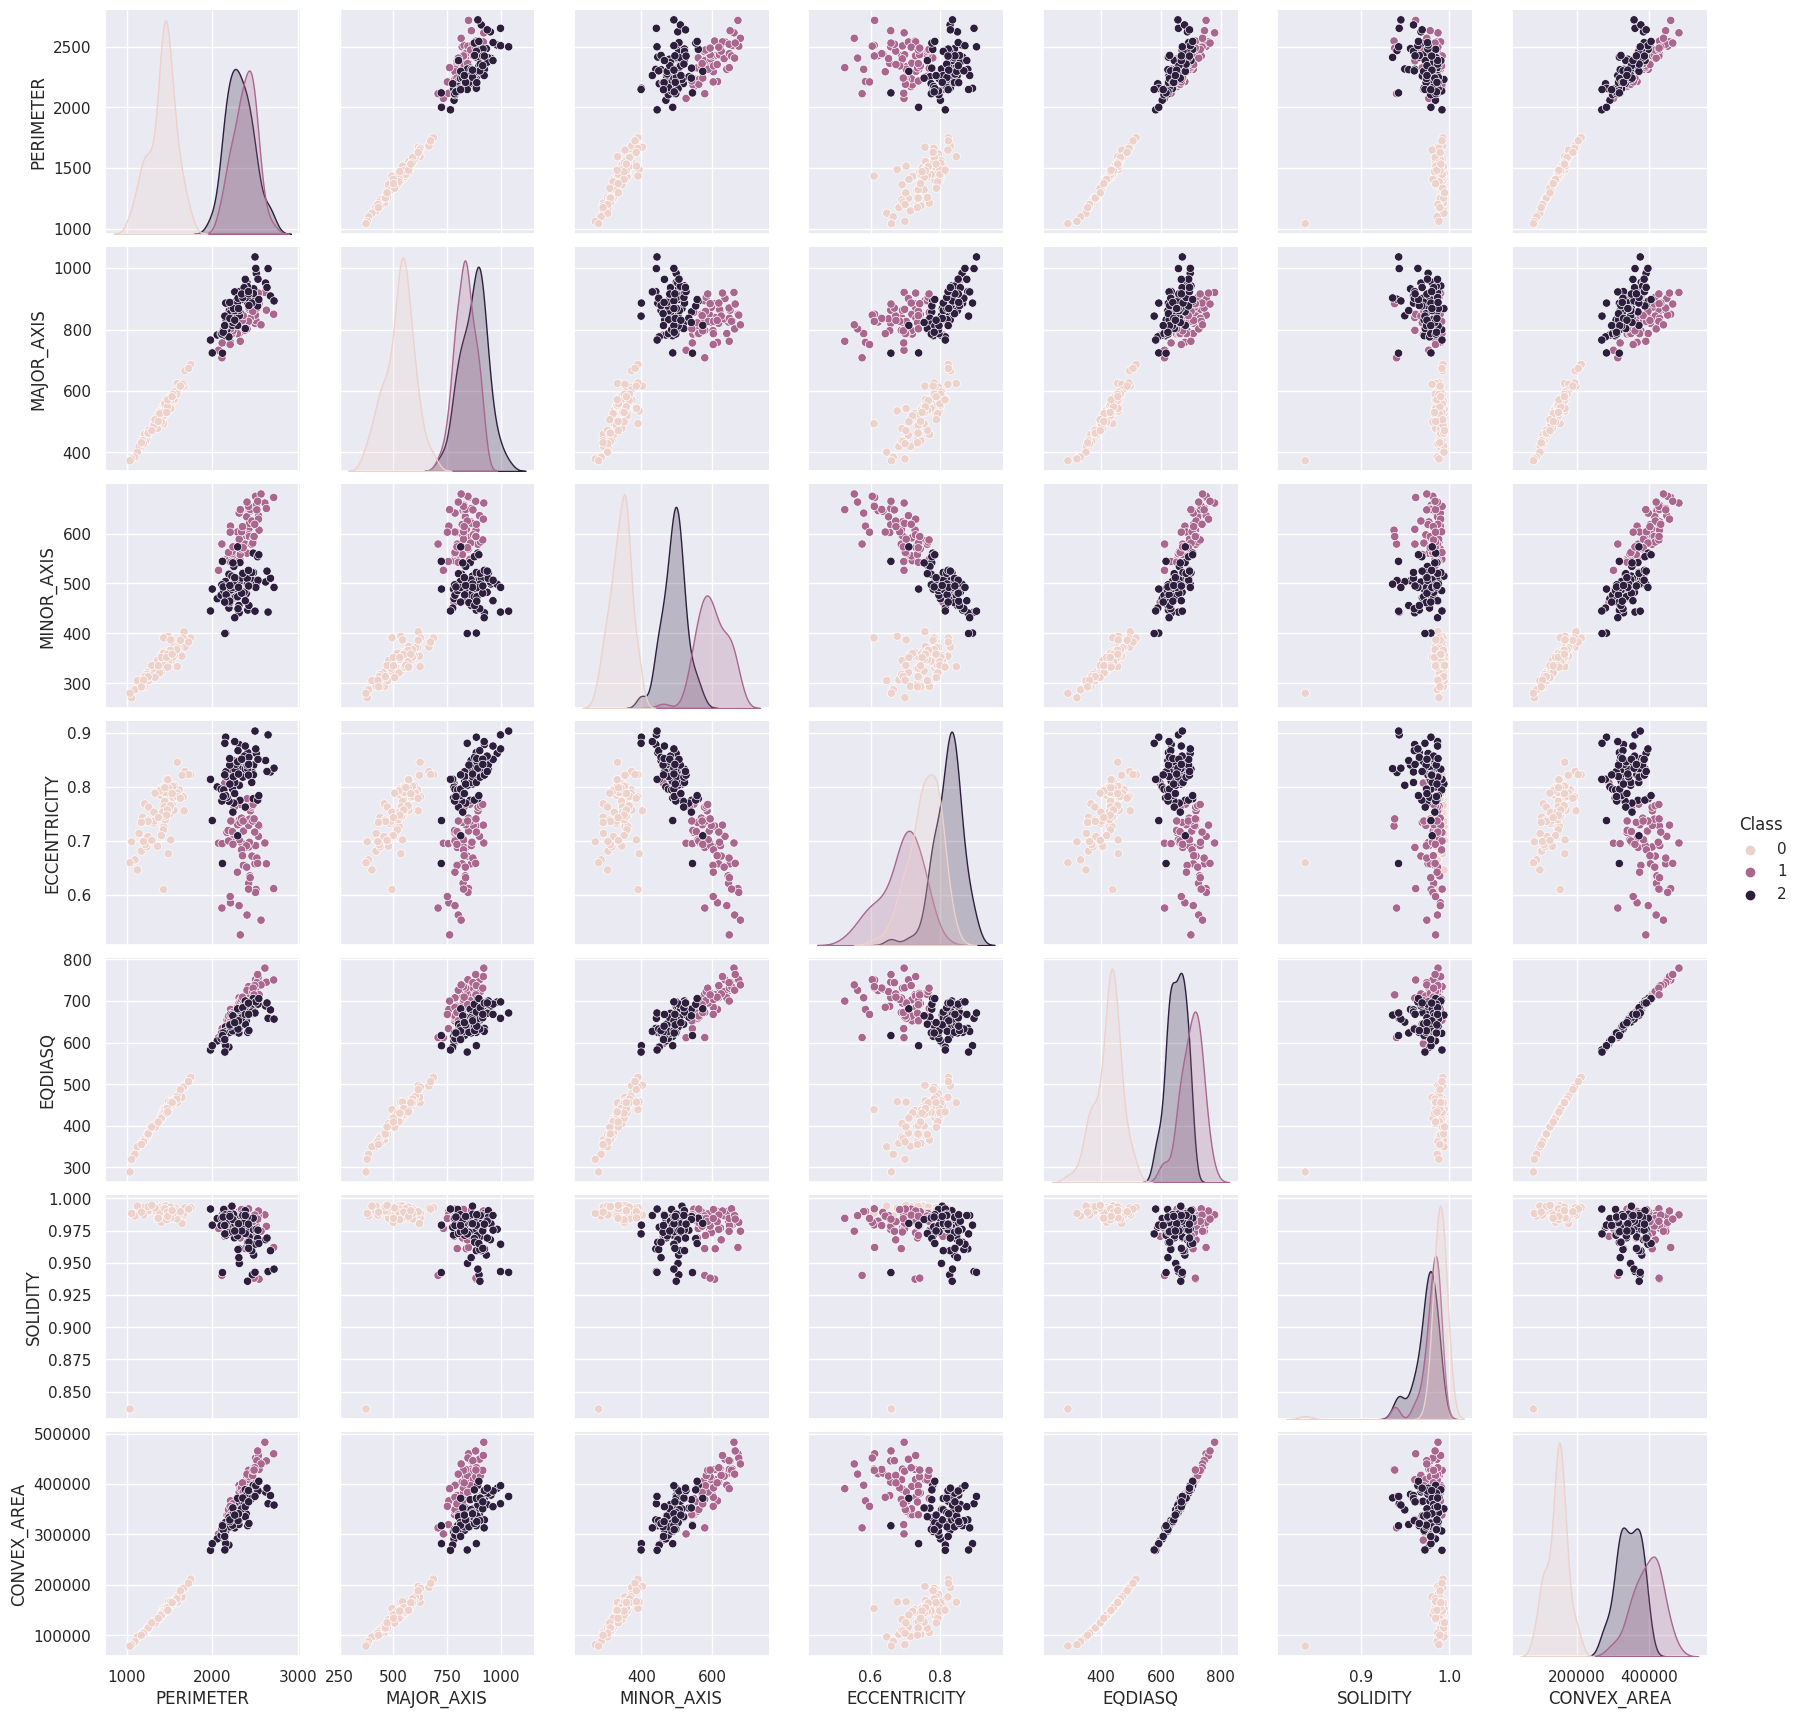 2500
2000
1500
1000
PERIMETER
1000
800
600
400
MAJOR_AXIS
600
500
400
300
MINOR_AXIS
0.9
0.8
0.7
0.6
ECCENTRICITY
800
700
600
500
400
300
EQDIASQ
1.000
0.975
0.950
0.925
0.900
0.875
0.850
SOLIDITY
500000
400000
300000
200000
100000
CONVEX_AREA
1000 2000 3000
PERIMETER
250 500 750 1000
MAJOR_AXIS
400 600
MINOR_AXIS
0.6 0.8
ECCENTRICITY
400 600 800
EQDIASQ
0.9 1.0
SOLIDITY
200000 400000
CONVEX_AREA
Class
0
1
2